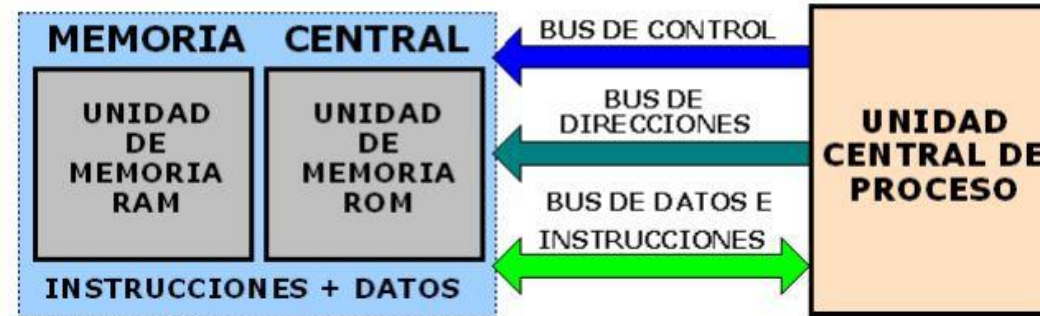 MEMORIA CENTRAL
UNIDAD
DE
MEMORIA
RAM
UNIDAD
DE
MEMORIA
ROM
INSTRUCCIONES + DATOS
BUS DE CONTROL
BUS DE
DIRECCIONES
BUS DE DATOS E
INSTRUCCIONES
UNIDAD
CENTRAL DE
PROCESO